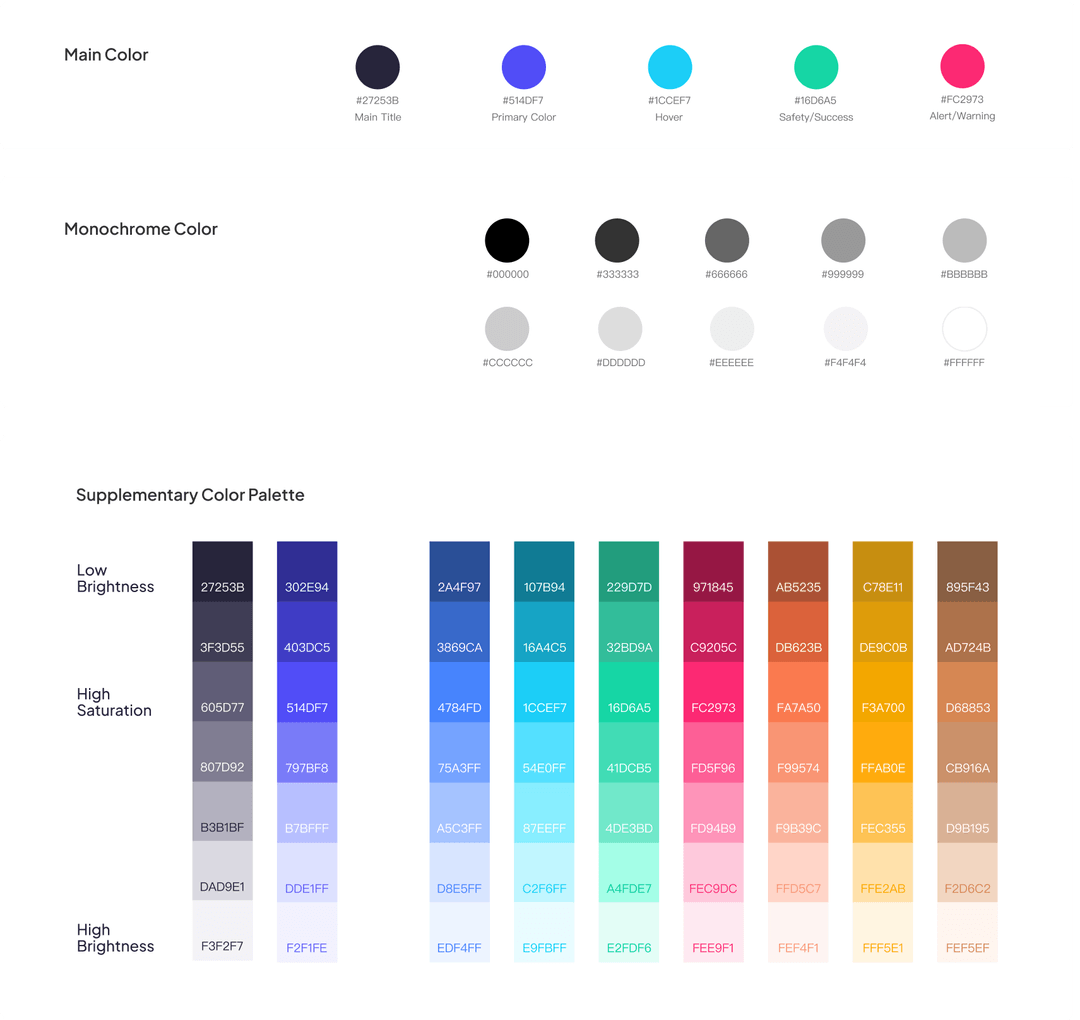 Main Color
#27253B
Main Title
#514DF7
Primary Color
#1CCEF7
Hover
#16D6A5
Safety/Success
#FC2973
Alert/Warning
Monochrome Color
#000000
#333333
#666666
#999999
#BBBBBB
#CCCCCC
#DDDDDD
#EEEEEE
#F4F4F4
#FFFFFF
Supplementary Color Palette
Low
Brightness
27253B
302E94
2A4F97
107B94
229D7D
971845
AB5235
C78E11
895F43
3F3D55
403DC5
3869CA
16A4C5
32BD9A
C9205C
DB623B
DE9C0B
AD724B
High
Saturation
605D77
514DF7
4784FD
1CCEF7
16D6A5
FC2973
FA7A50
F3A700
D68853
807D92
797BF8
75A3FF
54E0FF
41DCB5
FD5F96
F99574
FFAB0E
CB916A
B3B1BF
B7BFFF
A5C3FF
87EEFF
4DE3BD
FD94B9
F9B39C
FEC355
D9B195
DAD9E1
DDE1FF
D8E5FF
C2F6FF
A4FDE7
FEC9DC
FFD5C7
FFE2AB
F2D6C2
High
Brightness
F3F2F7
F2F1FE
EDF4FF
E9FBFF
E2FDF6
FEE9F1
FEF4F1
FFF5E1
FEF5EF